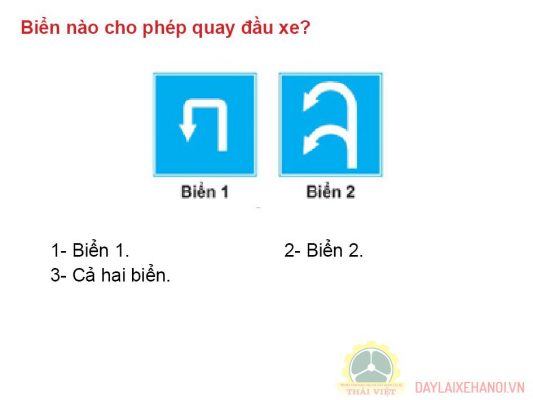 Biển nào cho phép quay đầu xe?
Biển 1 Biển 2
1- Biển 1. 2- Biển 2.
3- Cả hai biển.
THÁI VIỆT
DAYLAIXEHANOI.VN